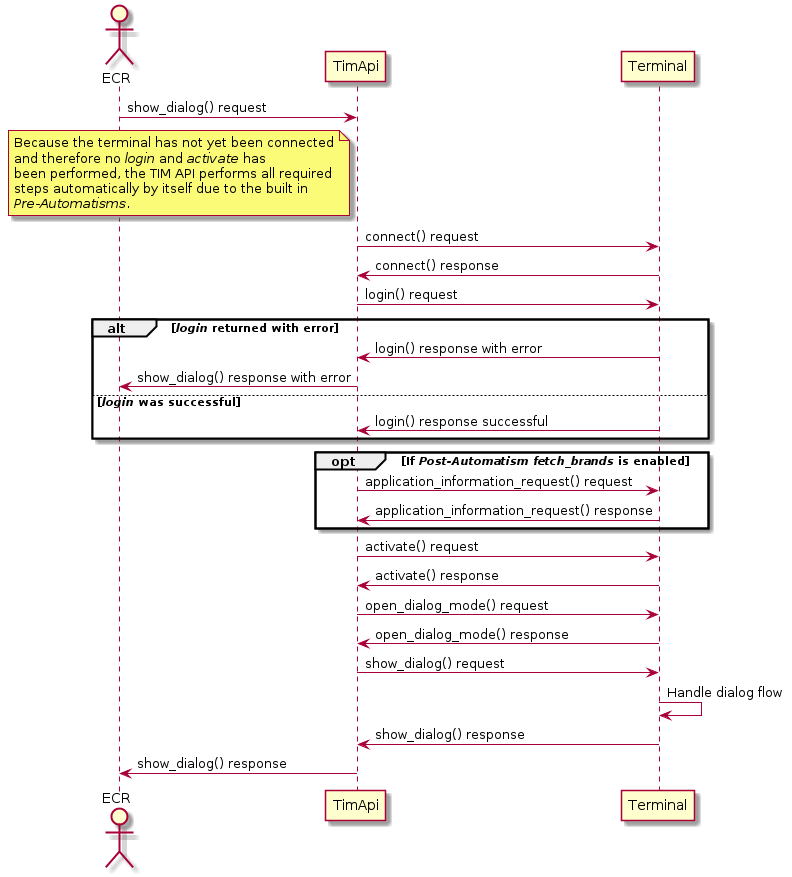 ECR
TimApi
Terminal
show_dialog() request
Because the terminal has not yet been connected
and therefore no login and activate has
been performed, the TIM API performs all required
steps automatically by itself due to the built in
Pre-Automatisms.
connect() request
connect() response
login() request
alt [login returned with error]
login() response with error
show_dialog() response with error
[login was successful]
login() response successful
opt [If Post-Automatism fetch_brands is enabled]
application_information_request() request
application_information_request() response
activate() request
activate() response
open_dialog_mode() request
open_dialog_mode() response
show_dialog() request
Handle dialog flow
show_dialog() response
show_dialog() response
ECR
TimApi
Terminal